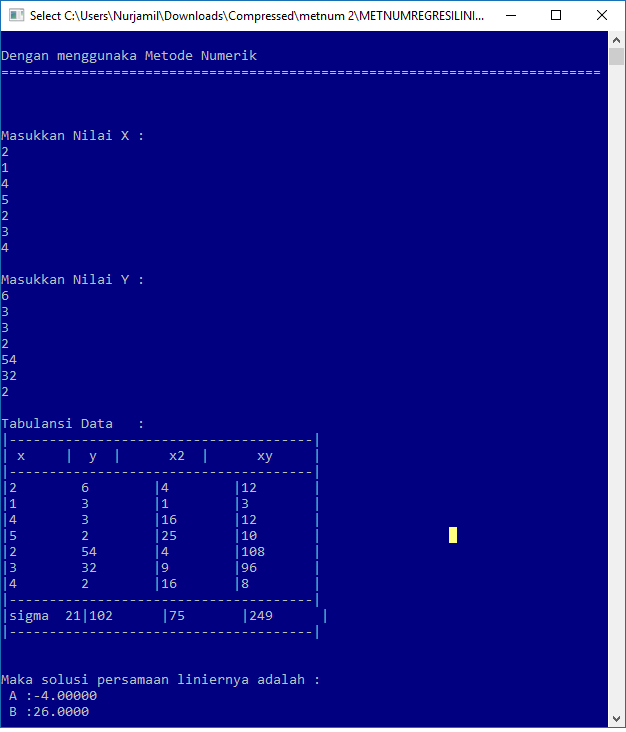 Select C:\Users\Nurjamil\Downloads\Compressed\metnum 2\METNUMREGRESILINI...
Dengan menggunaka Metode Numerik
===========================================================================
Masukkan Nilai X :
2
1
4
5
2
3
4
Masukkan Nilai Y :
6
3
3
2
54
32
2
Tabulansi Data   :
|--------------------------------------|
| x     |  y  |      x2  |      xy     |
|--------------------------------------|
|2        6        |4        |12         |
|1        3        |1        |3          |
|4        3        |16       |12         |
|5        2        |25       |10         |
|2        54       |4        |108        |
|3        32       |9        |96         |
|4        2        |16       |8          |
|--------------------------------------|
|sigma  21|102      |75       |249      |
|--------------------------------------|
Maka solusi persamaan liniernya adalah :
A :-4.00000
B :26.0000